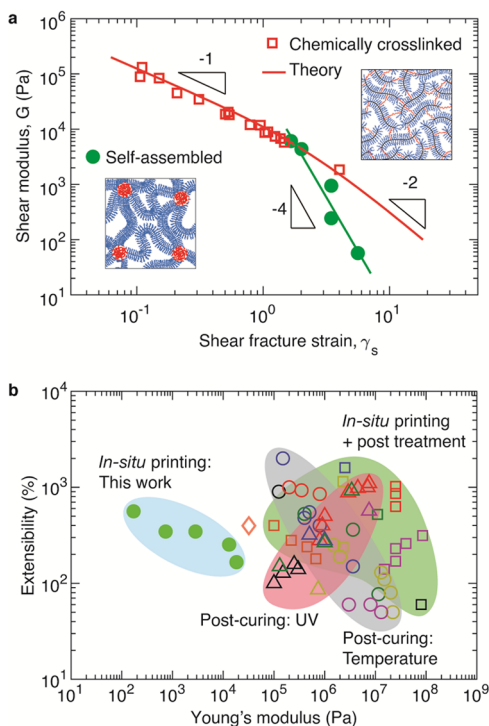 a
10^6
10^5
10^4
10^3
10^2
10^1
Shear modulus, G (Pa)
-1
Chemically crosslinked
Theory
Self-assembled
-4
-2
10^-1
10^0
10^1
Shear fracture strain, γ_s
b
10^4
10^3
10^2
10^1
Extensibility (%)
In-situ printing:
This work
In-situ printing
+ post treatment
Post-curing: UV
Post-curing:
Temperature
10^1 10^2 10^3 10^4 10^5 10^6 10^7 10^8 10^9
Young's modulus (Pa)